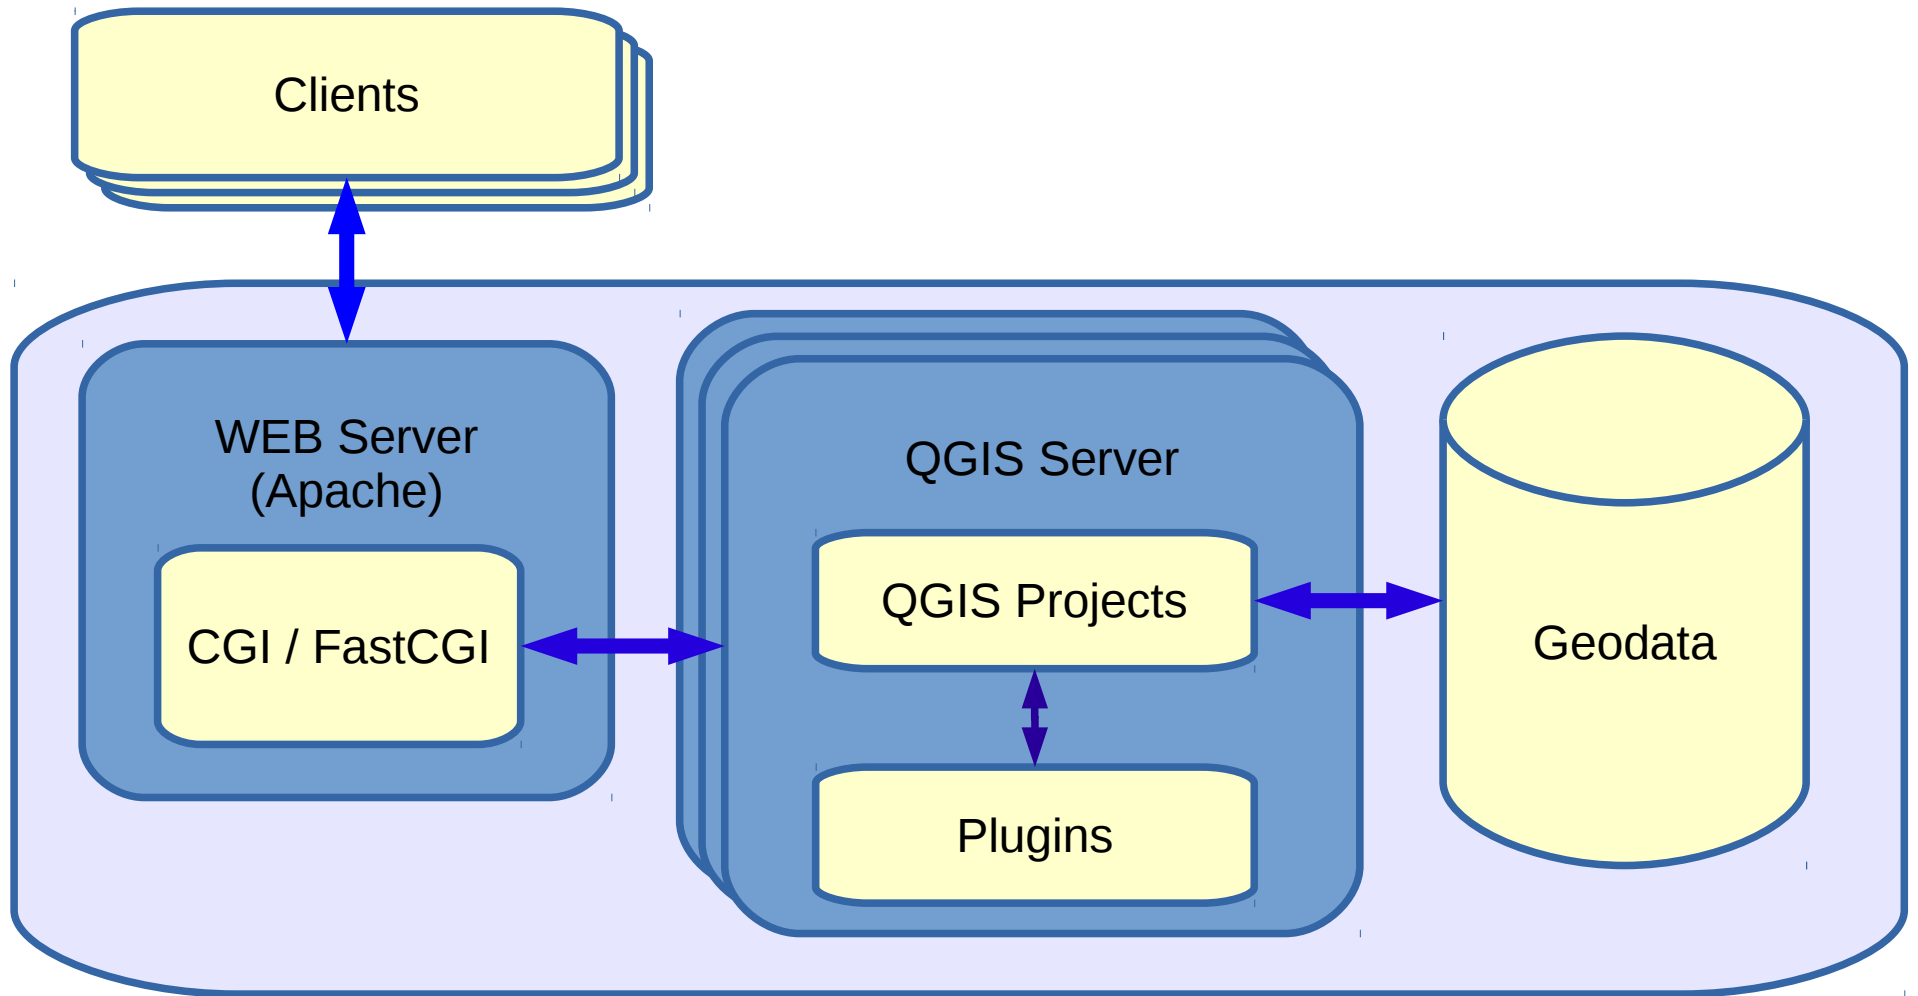 Clients
WEB Server
(Apache)
CGI / FastCGI
QGIS Server
QGIS Projects
Plugins
Geodata